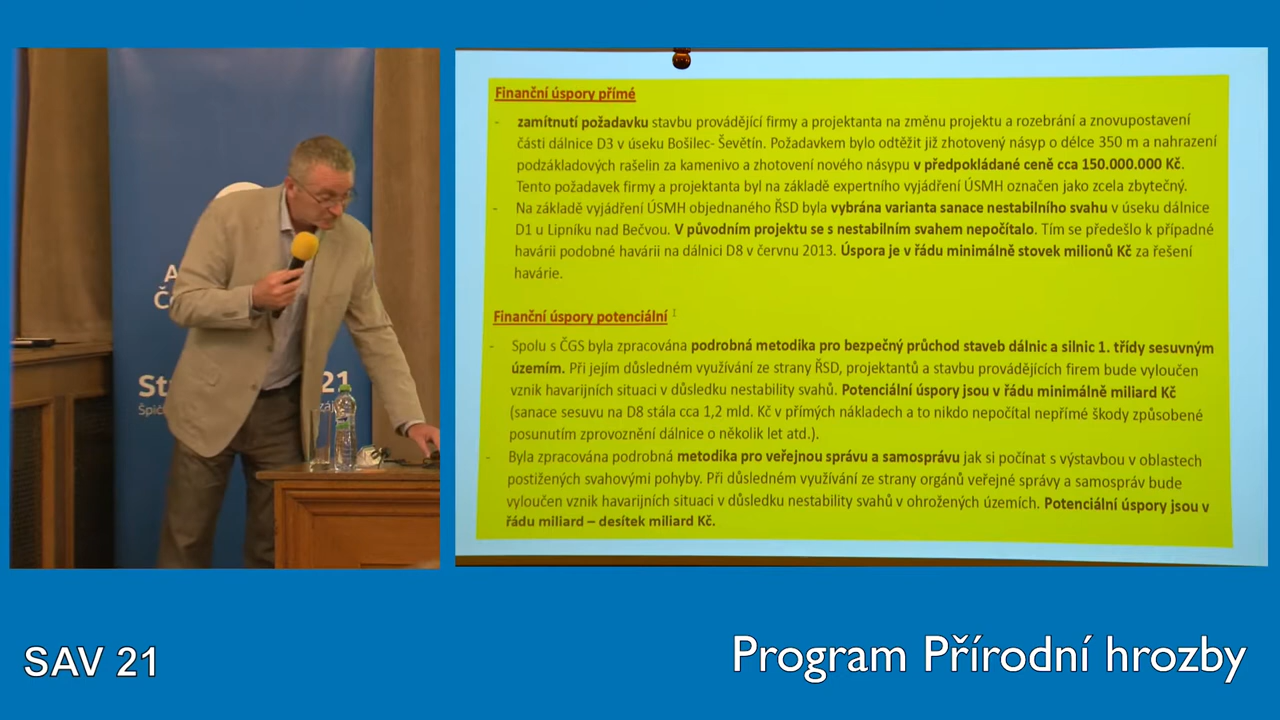 Finanční úspory přímé
- zamítnutí požadavku stavbu provádějící firmy a projektanta na změnu projektu a rozebrání a znovupostavení
části dálnice D3 v úseku Bošilec- Ševětín. Požadavkem bylo odtěžit již zhotovený násyp o délce 350 m a nahrazení
podzákladových rašelin za kamenivo a zhotovení nového násypu v předpokládané ceně cca 150.000.000 Kč.
Tento požadavek firmy a projektanta byl na základě expertního vyjádření ÚSMH označen jako zcela zbytečný.
- Na základě vyjádření ÚSMH objednaného ŘSD byla vybrána varianta sanace nestabilního svahu v úseku dálnice
D1 u Lipníku nad Bečvou. V původním projektu se s nestabilním svahem nepočítalo. Tím se předešlo k případné
havárii podobné havárii na dálnici D8 v červnu 2013. Úspora je v řádu minimálně stovek milionů Kč za řešení
havárie.
Finanční úspory potenciální
- Spolu s ČGS byla zpracována podrobná metodika pro bezpečný průchod staveb dálnic a silnic 1. třídy sesuvným
územím. Při jejím důsledném využívání ze strany ŘSD, projektantů a stavbu provádějících firem bude vyloučen
vznik havarijních situaci v důsledku nestability svahů. Potenciální úspory jsou v řádu minimálně miliard Kč
(sanace sesuvu na D8 stála cca 1,2 mld. Kč v přímých nákladech a to nikdo nepočítal nepřímé škody způsobené
posunutím zprovoznění dálnice o několik let atd.).
- Byla zpracována podrobná metodika pro veřejnou správu a samosprávu jak si počínat s výstavbou v oblastech
postižených svahovými pohyby. Při důsledném využívání ze strany orgánů veřejné správy a samospráv bude
vyloučen vznik havarijních situaci v důsledku nestability svahů v ohrožených územích. Potenciální úspory jsou v
řádu miliard – desítek miliard Kč.
21
SAV 21
Program Přírodní hrozby